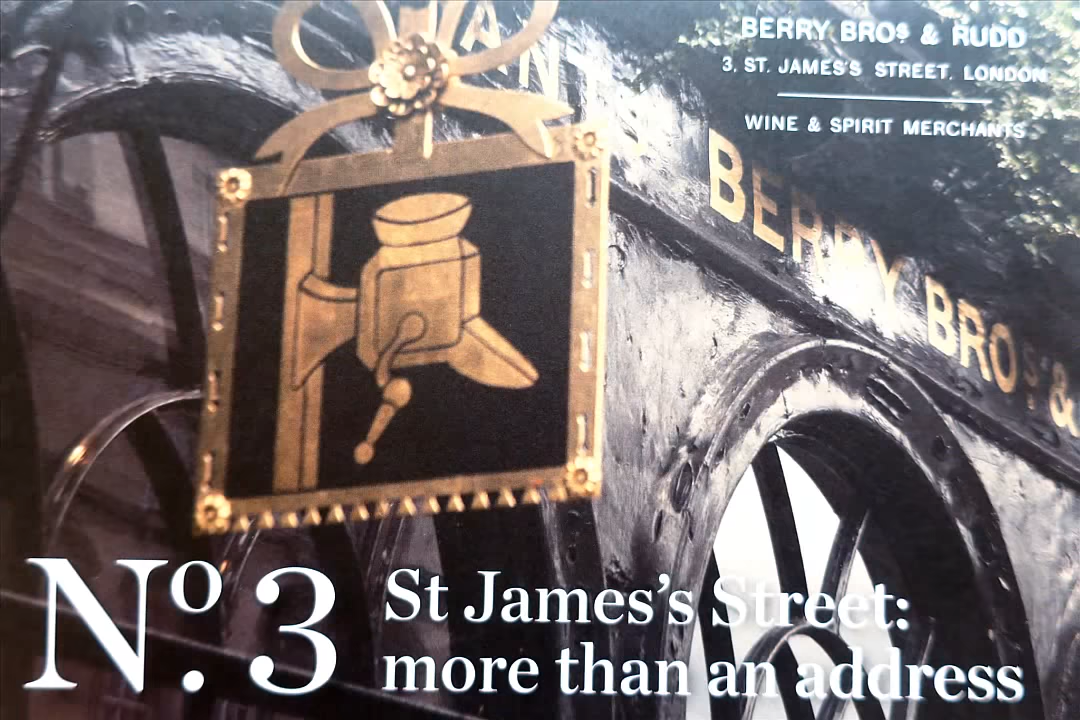 BERRY BROS & RUDD
3, ST. JAMES'S STREET, LONDON
WINE & SPIRIT MERCHANTS
BERRY BROS &
No. 3
St James's Street:
more than an address